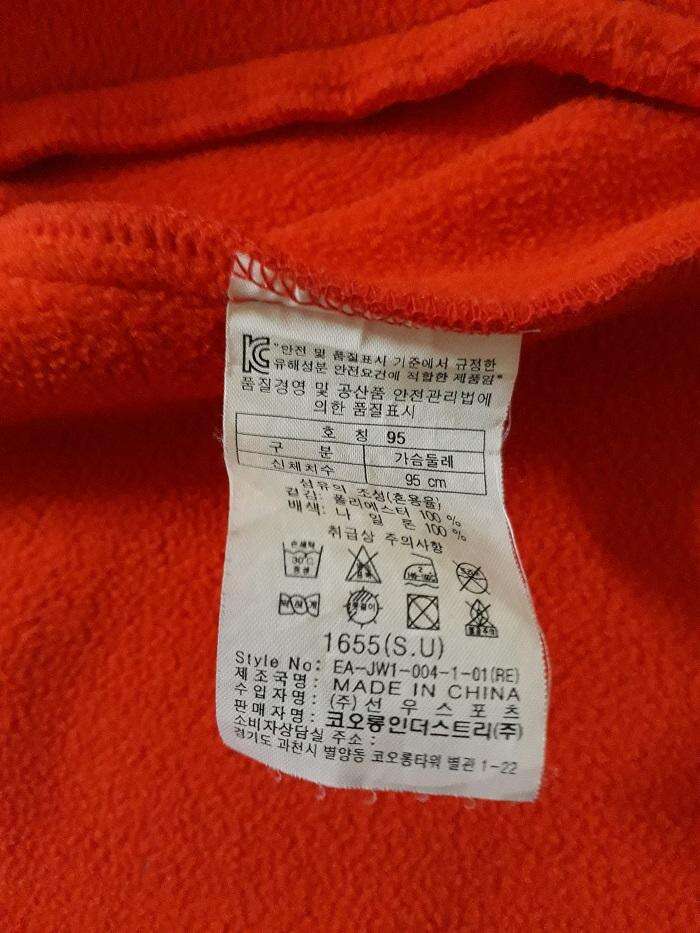 "안전 및 품질표시 기준에서 규정한
유해성분 안전요건에 적합한 제품임"
품질경영 및 공산품 안전관리법에
의한 품질표시
호 칭 95
구 분 가슴둘레
신체치수 95 cm
섬유의 조성(혼용율)
겉감: 폴리에스터 100 %
배색: 나 일 론 100 %
취급상 주의사항
손세탁
30℃
중성
1655(S.U)
Style No: EA-JW1-004-1-01(RE)
제 조 국 명 : MADE IN CHINA
수 입 자 명 : (주) 선 우 스 포 츠
판 매 자 명 : 코오롱인더스트리(주)
소비자상담실 주소 :
경기도 과천시 별양동 코오롱타워 별관 1-22